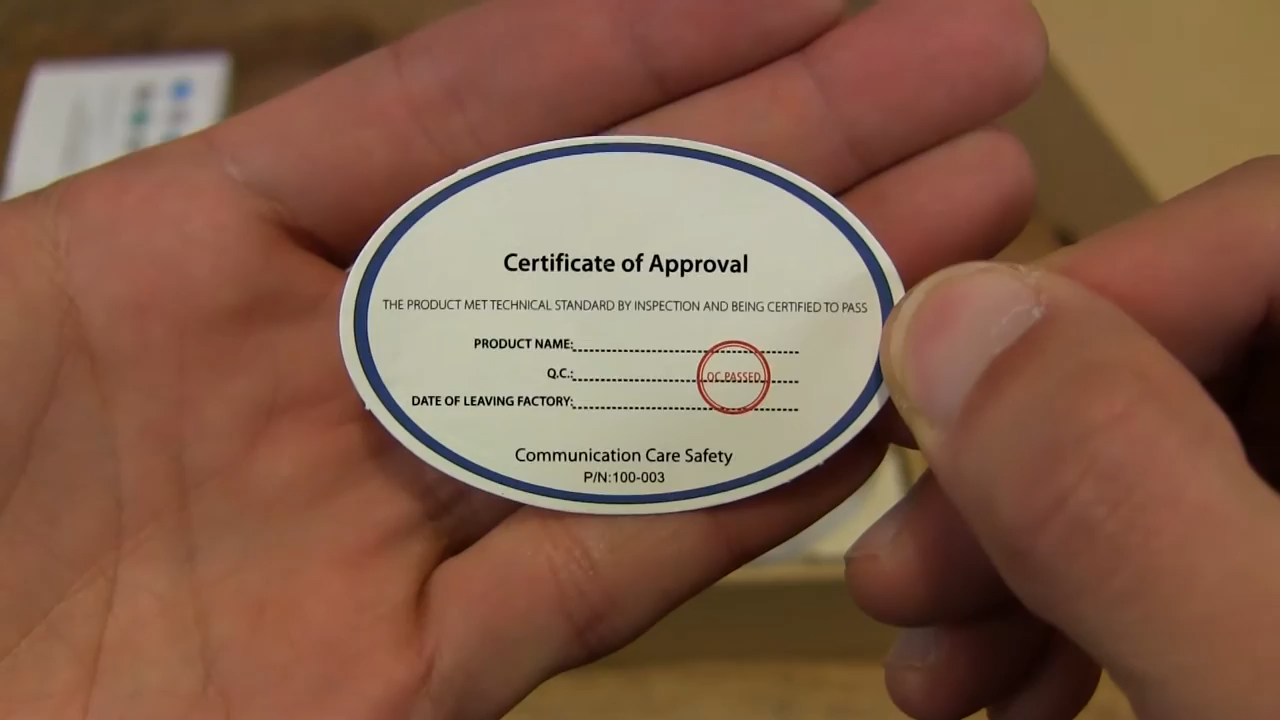 Certificate of Approval
THE PRODUCT MET TECHNICAL STANDARD BY INSPECTION AND BEING CERTIFIED TO PASS
PRODUCT NAME:
Q.C.:
QC PASSED
DATE OF LEAVING FACTORY:
Communication Care Safety
P/N:100-003